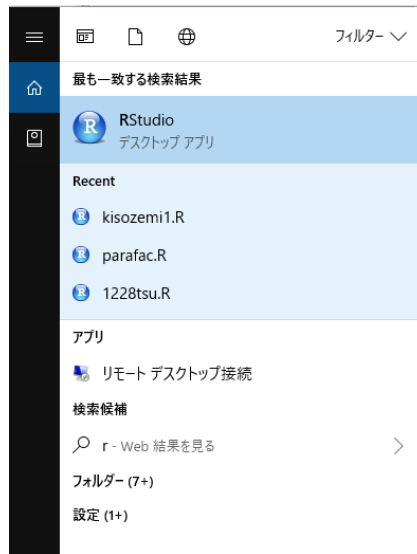 フィルター
最も一致する検索結果
RStudio
デスクトップ アプリ
Recent
kisozemi1.R
parafac.R
1228tsu.R
アプリ
リモート デスクトップ接続
検索候補
r - Web 結果を見る
フォルダー (7+)
設定 (1+)